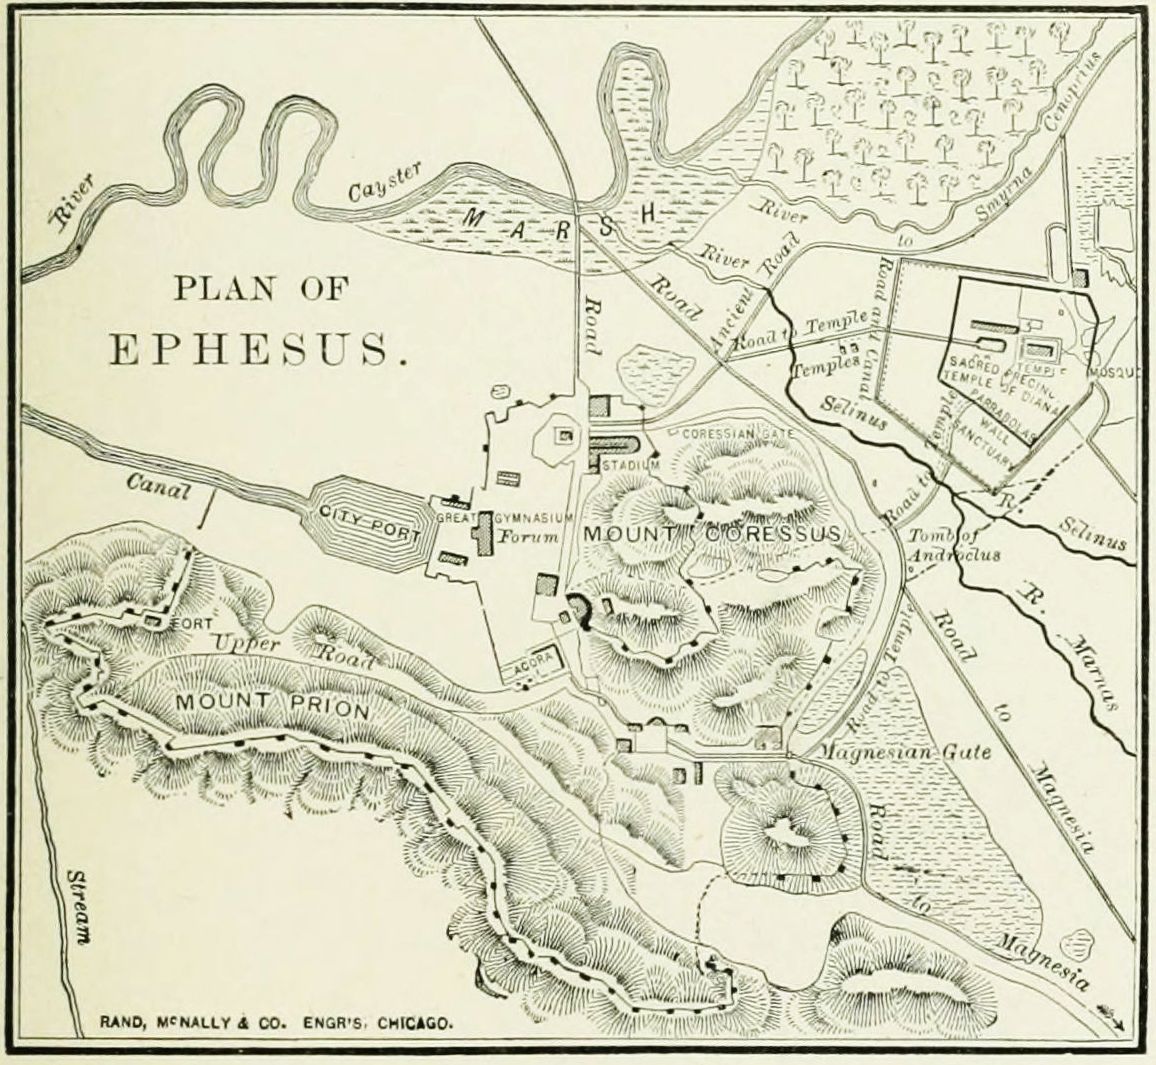 Cenoprius
River
Cayster
MARSH
River
Smyrna
to
River
Ancient Road
PLAN OF
EPHESUS.
Road
Road
Road to Temple
Temples
Road and Canal
SACRED PRECINC
TEMPLE
TEMPLE OF DIANA
PARRABOLAS
WALL
SANCTUARY
MOSQU
Selinus
CORESSIAN GATE
STADIUM
Canal
CITY PORT
GREAT GYMNASIUM
Forum
MOUNT CORESSUS
Road to Temple
R.
Selinus
Tomb of
Androclus
R. Marnas
FORT
Upper Road
AGORA
MOUNT PRION
Road to Temple
Road to Magnesia
Magnesian Gate
Road to Magnesia
Stream
RAND, McNALLY & CO. ENGR'S, CHICAGO.